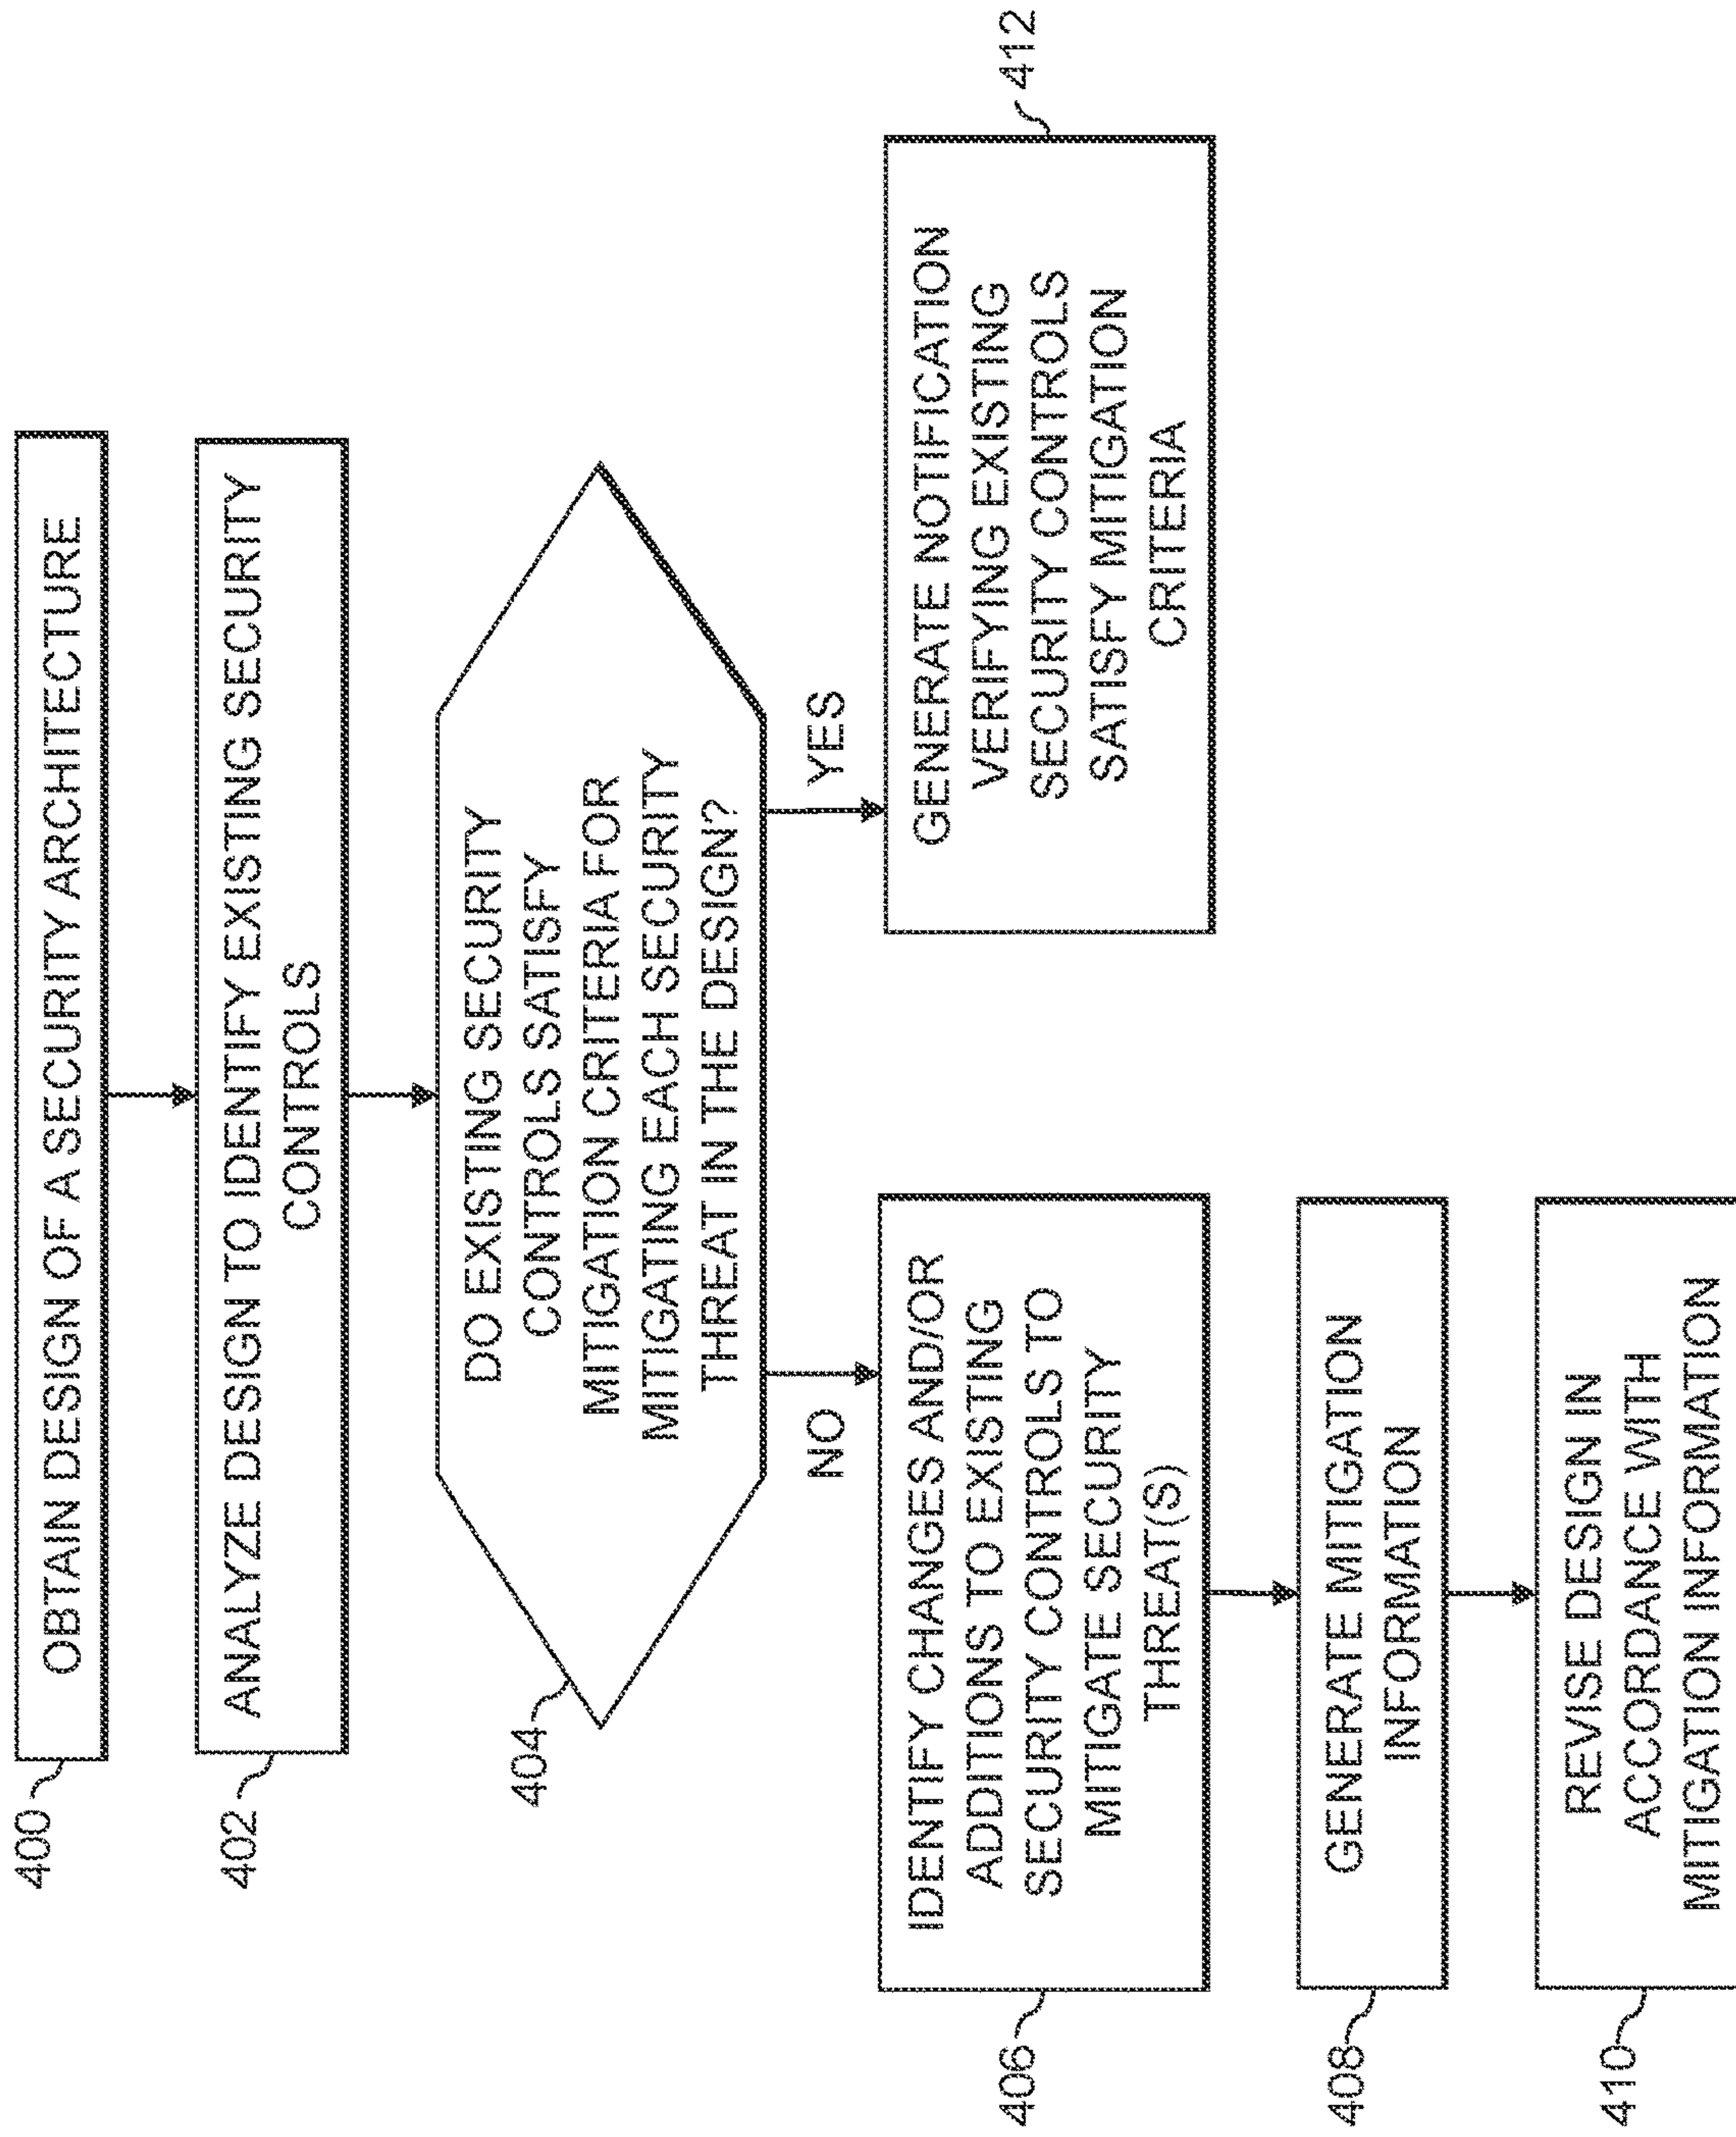 400
OBTAIN DESIGN OF A SECURITY ARCHITECTURE
402
ANALYZE DESIGN TO IDENTIFY EXISTING SECURITY
CONTROLS
404
DO EXISTING SECURITY
CONTROLS SATISFY
MITIGATION CRITERIA FOR
MITIGATING EACH SECURITY
THREAT IN THE DESIGN?
NO
YES
406
IDENTIFY CHANGES AND/OR
ADDITIONS TO EXISTING
SECURITY CONTROLS TO
MITIGATE SECURITY
THREAT(S)
412
GENERATE NOTIFICATION
VERIFYING EXISTING
SECURITY CONTROLS
SATISFY MITIGATION
CRITERIA
408
GENERATE MITIGATION
INFORMATION
410
REVISE DESIGN IN
ACCORDANCE WITH
MITIGATION INFORMATION